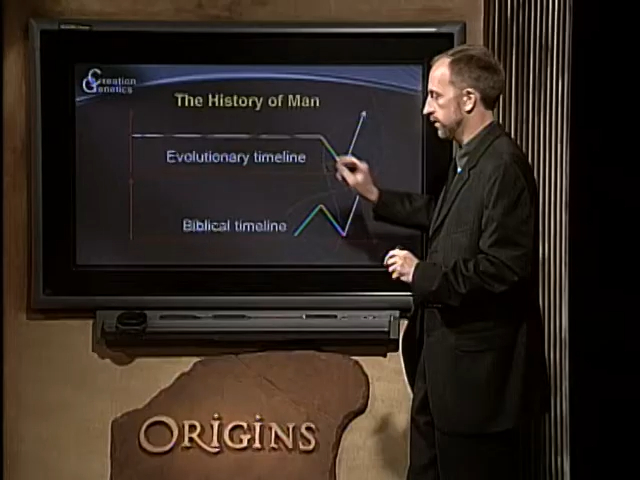 Creation
Genetics
The History of Man
Evolutionary timeline
Biblical timeline
ORiGiNS